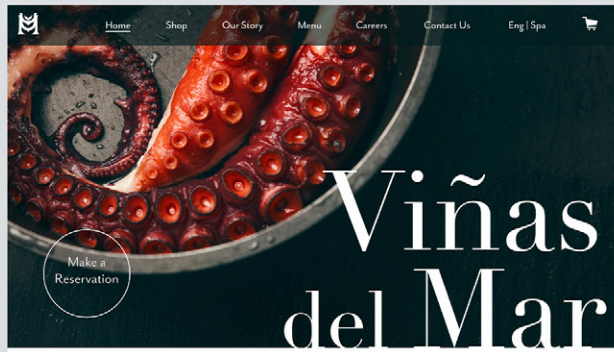 Home Shop Our Story Menu Careers Contact Us Eng | Spa
Make a
Reservation
Viñas
del Mar